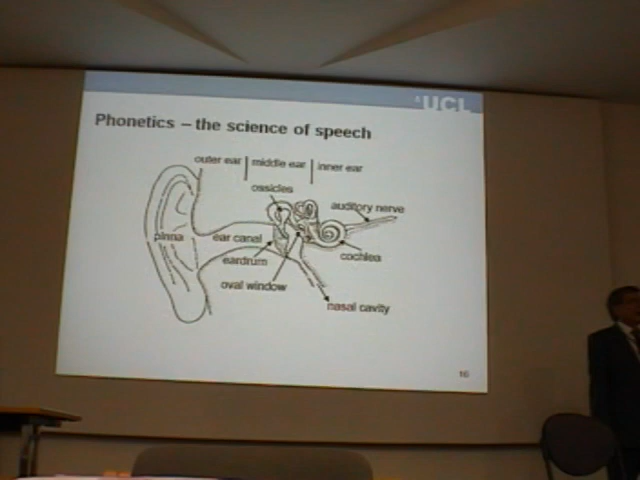 UCL
Phonetics – the science of speech
outer ear
middle ear
inner ear
ossicles
auditory nerve
pinna
ear canal
eardrum
cochlea
oval window
nasal cavity
16